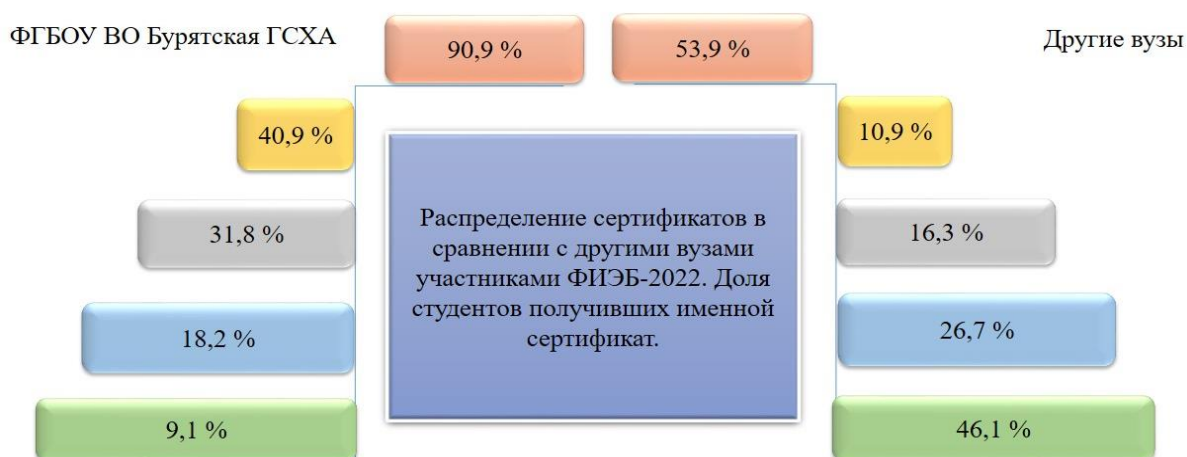 ФГБОУ ВО Бурятская ГСХА
90,9 %
53,9 %
Другие вузы
40,9 %
10,9 %
31,8 %
16,3 %
18,2 %
26,7 %
9,1 %
46,1 %
Распределение сертификатов в
сравнении с другими вузами
участниками ФИЭБ-2022. Доля
студентов получивших именной
сертификат.